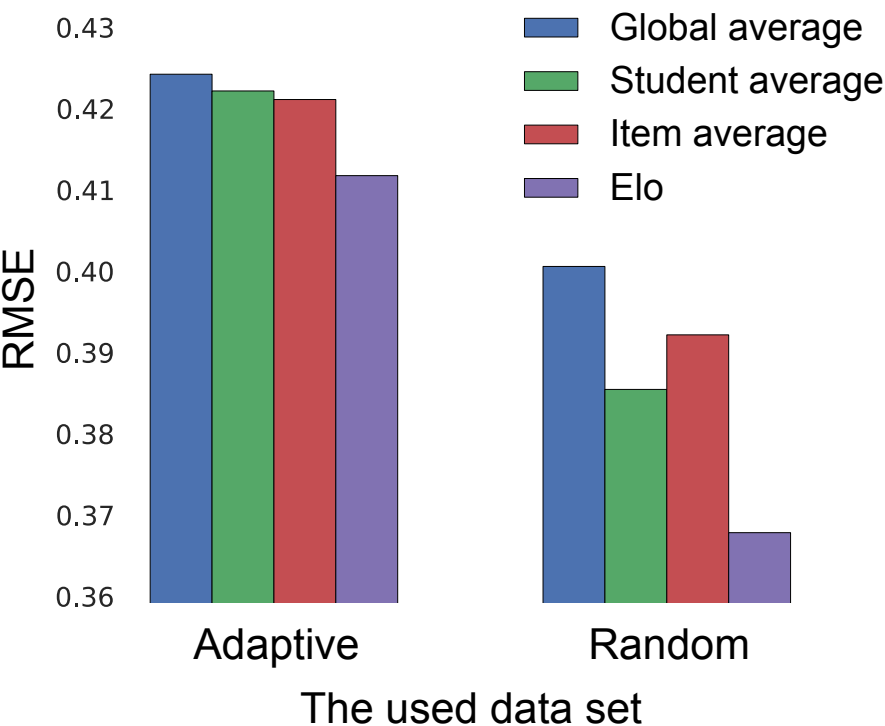 Global average
Student average
Item average
Elo
RMSE
0.43
0.42
0.41
0.40
0.39
0.38
0.37
0.36
Adaptive
Random
The used data set